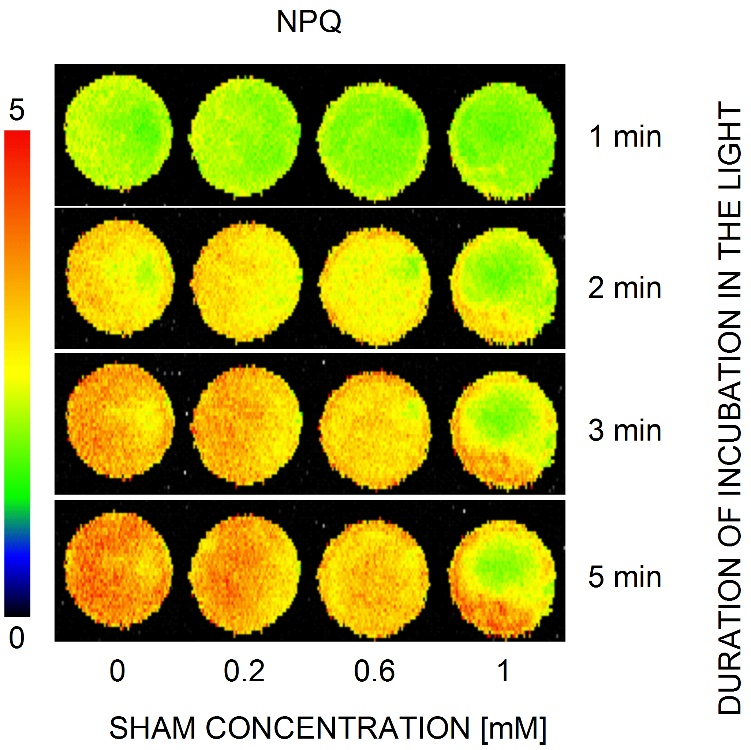 NPQ
5
1 min
2 min
3 min
5 min
0
0 0.2 0.6 1
SHAM CONCENTRATION [mM]
DURATION OF INCUBATION IN THE LIGHT